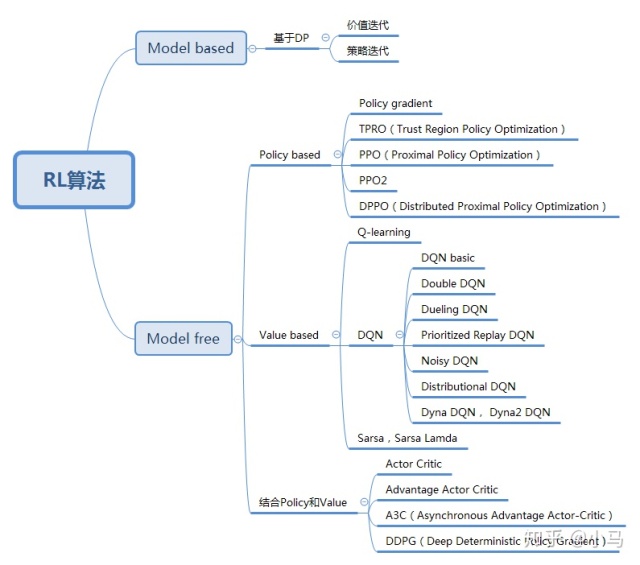 RL算法
Model based
基于DP
价值迭代
策略迭代
Model free
Policy based
Policy gradient
TPRO（Trust Region Policy Optimization）
PPO（Proximal Policy Optimization）
PPO2
DPPO（Distributed Proximal Policy Optimization）
Value based
Q-learning
DQN
DQN basic
Double DQN
Dueling DQN
Prioritized Replay DQN
Noisy DQN
Distributional DQN
Dyna DQN， Dyna2 DQN
Sarsa，Sarsa Lamda
结合Policy和Value
Actor Critic
Advantage Actor Critic
A3C（Asynchronous Advantage Actor-Critic）
DDPG（Deep Deterministic Policy Gradient）
知乎 @小马